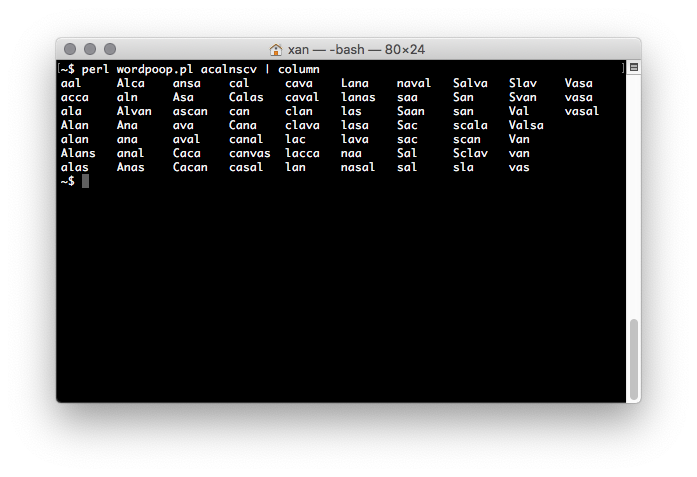 xan — -bash — 80×24
~$ perl wordpoop.pl acalnscv | column
aal Alca ansa cal cava Lana naval Salva Slav Vasa
acca aln Asa Calas caval lanas saa San Svan vasa
ala Alvan ascan can clan las Saan san Val vasal
Alan Ana ava Cana clava lasa Sac scala Valsa
alan ana aval canal lac lava sac scan Van
Alans anal Caca canvas lacca naa Sal Sclav van
alas Anas Cacan casal lan nasal sal sla vas
~$